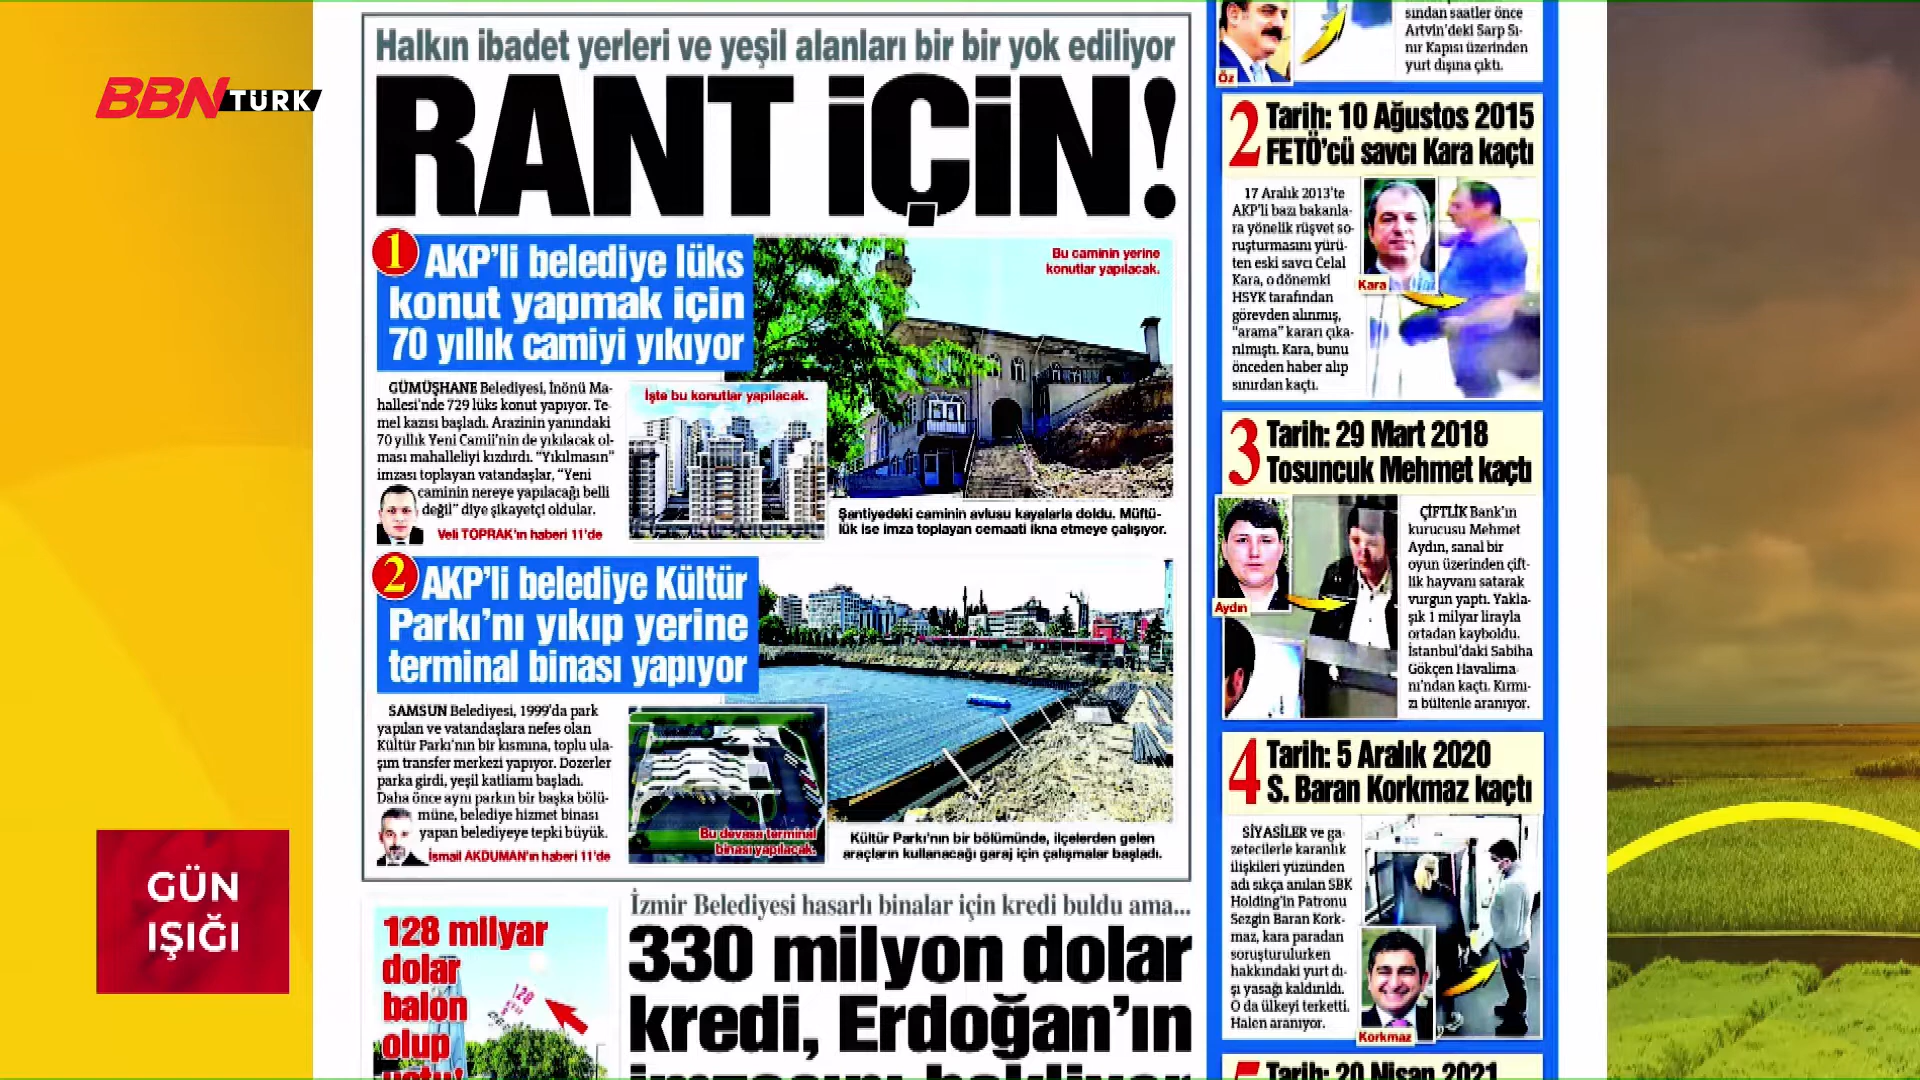 BBN TÜRK
Halkın ibadet yerleri ve yeşil alanları bir bir yok ediliyor
RANT İÇİN!
1 AKP'li belediye lüks
konut yapmak için
70 yıllık camiyi yıkıyor
GÜMÜŞHANE Belediyesi, İnönü Ma-
hallesi'nde 729 lüks konut yapıyor. Te-
mel kazısı başladı. Arazinin yanındaki
70 yıllık Yeni Camii'nin de yıkılacak ol-
ması mahalleliyi kızdırdı. "Yıkılmasın"
imzası toplayan vatandaşlar, "Yeni
caminin nereye yapılacağı belli
değil" diye şikayetçi oldular.
Veli TOPRAK'ın haberi 11'de
İşte bu konutlar yapılacak.
Bu caminin yerine
konutlar yapılacak.
Şantiyedeki caminin avlusu kayalarla doldu. Müftü-
lük ise imza toplayan cemaati ikna etmeye çalışıyor.
2 AKP'li belediye Kültür
Parkı'nı yıkıp yerine
terminal binası yapıyor
SAMSUN Belediyesi, 1999'da park
yapılan ve vatandaşlara nefes olan
Kültür Parkı'nın bir kısmına, toplu ula-
şım transfer merkezi yapıyor. Dozerler
parka girdi, yeşil katliamı başladı.
Daha önce aynı parkın bir başka bölü-
müne, belediye hizmet binası
yapan belediyeye tepki büyük.
İsmail AKDUMAN'ın haberi 11'de
Bu devasa terminal
binası yapılacak.
Kültür Parkı'nın bir bölümünde, ilçelerden gelen
araçların kullanacağı garaj için çalışmalar başladı.
128 milyar
dolar
balon
olup
uçtu!
128
İzmir Belediyesi hasarlı binalar için kredi buldu ama...
330 milyon dolar
kredi, Erdoğan'ın
imzasını bekliyor
sından saatler önce
Artvin'deki Sarp Sı-
nır Kapısı üzerinden
yurt dışına çıktı.
Öz
2 Tarih: 10 Ağustos 2015
FETÖ'cü savcı Kara kaçtı
17 Aralık 2013'te
AKP'li bazı bakanla-
ra yönelik rüşvet so-
ruşturmasını yürü-
ten eski savcı Celal
Kara, o dönemki
HSYK tarafından
görevden alınmış,
"arama" kararı çıka-
rılmıştı. Kara, bunu
önceden haber alıp
sınırdan kaçtı.
Kara
3 Tarih: 29 Mart 2018
Tosuncuk Mehmet kaçtı
Aydın
ÇİFTLİK Bank'ın
kurucusu Mehmet
Aydın, sanal bir
oyun üzerinden çift-
lik hayvanı satarak
vurgun yaptı. Yakla-
şık 1 milyar lirayla
ortadan kayboldu.
İstanbul'daki Sabiha
Gökçen Havalima-
nı'ndan kaçtı. Kırmı-
zı bültenle aranıyor.
4 Tarih: 5 Aralık 2020
S. Baran Korkmaz kaçtı
SİYASİLER ve ga-
zetecilerle karanlık
ilişkileri yüzünden
adı sıkça anılan SBK
Holding'in Patronu
Sezgin Baran Kork-
maz, kara paradan
soruşturulurken
hakkındaki yurt dı-
şı yasağı kaldırıldı.
O da ülkeyi terketti.
Halen aranıyor.
Korkmaz
5 Tarih: 20 Nisan 2021
GÜN
IŞIĞI